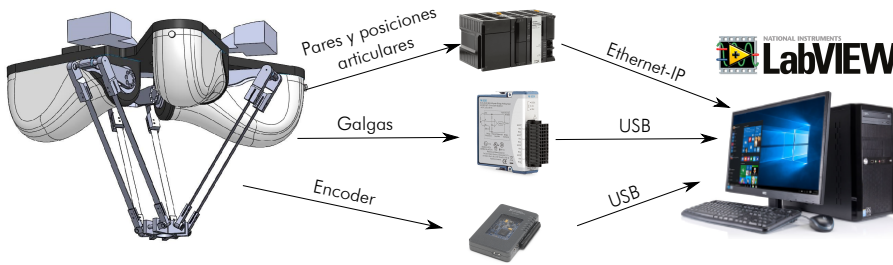 Pares y posiciones
articulares
Ethernet-IP
NATIONAL INSTRUMENTS
LabVIEW
Galgas
USB
Encoder
USB